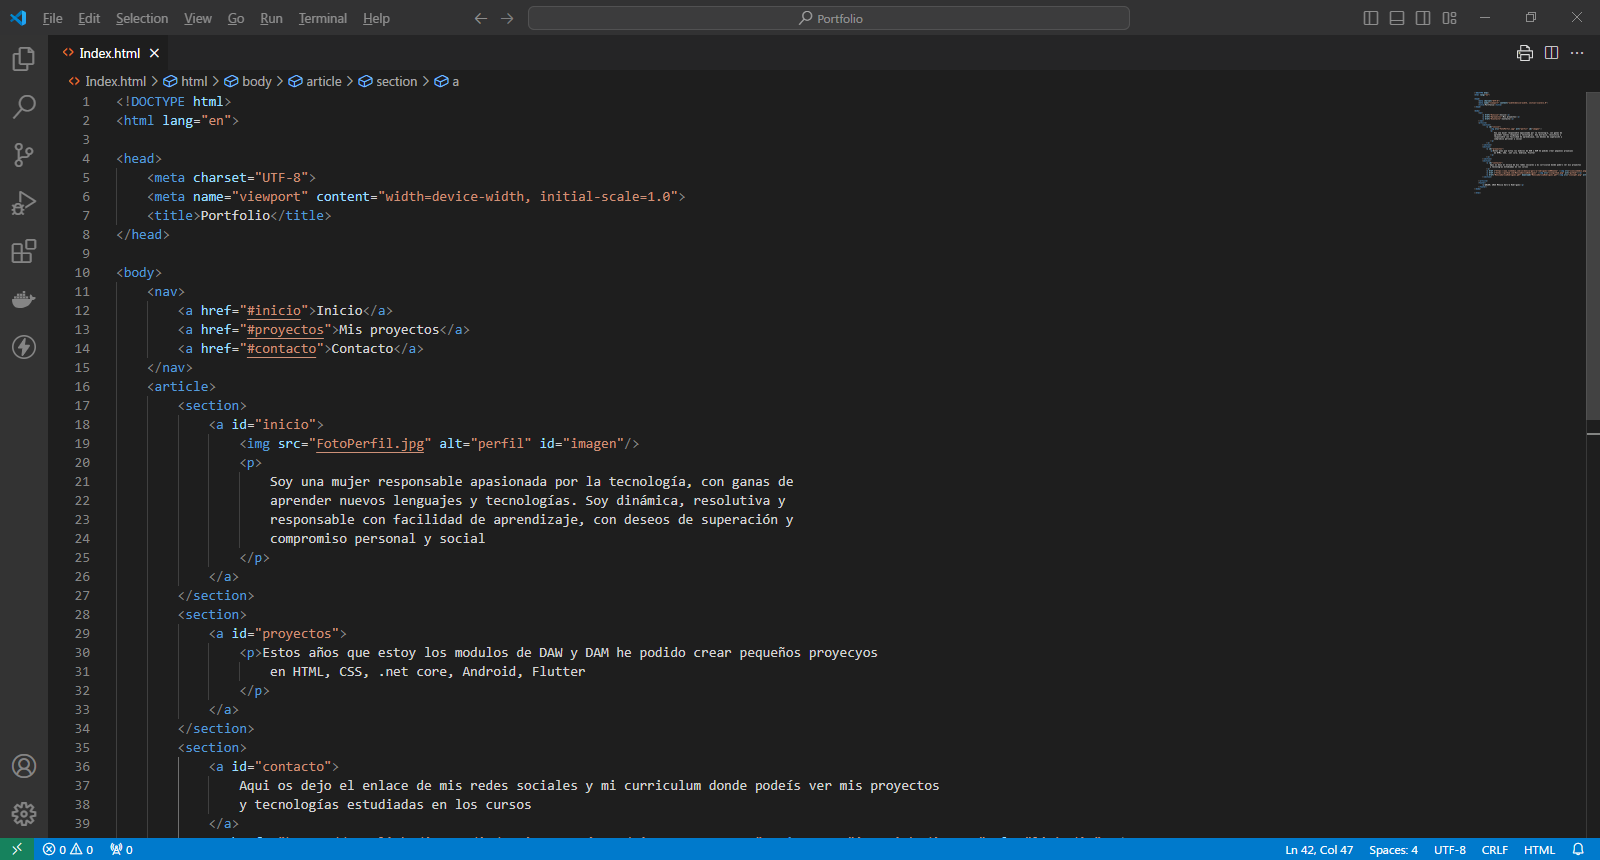 File Edit Selection View Go Run Terminal Help Portfolio
Index.html
Index.html > html > body > article > section > a
1 <!DOCTYPE html>
2 <html lang="en">
3
4 <head>
5 <meta charset="UTF-8">
6 <meta name="viewport" content="width=device-width, initial-scale=1.0">
7 <title>Portfolio</title>
8 </head>
9
10 <body>
11 <nav>
12 <a href="#inicio">Inicio</a>
13 <a href="#proyectos">Mis proyectos</a>
14 <a href="#contacto">Contacto</a>
15 </nav>
16 <article>
17 <section>
18 <a id="inicio">
19 <img src="FotoPerfil.jpg" alt="perfil" id="imagen"/>
20 <p>
21 Soy una mujer responsable apasionada por la tecnología, con ganas de
22 aprender nuevos lenguajes y tecnologías. Soy dinámica, resolutiva y
23 responsable con facilidad de aprendizaje, con deseos de superación y
24 compromiso personal y social
25 </p>
26 </a>
27 </section>
28 <section>
29 <a id="proyectos">
30 <p>Estos años que estoy los modulos de DAW y DAM he podido crear pequeños proyecyos
31 en HTML, CSS, .net core, Android, Flutter
32 </p>
33 </a>
34 </section>
35 <section>
36 <a id="contacto">
37 Aqui os dejo el enlace de mis redes sociales y mi curriculum donde podeís ver mis proyectos
38 y tecnologías estudiadas en los cursos
39 </a>
0 0 0 Ln 42, Col 47 Spaces: 4 UTF-8 CRLF HTML